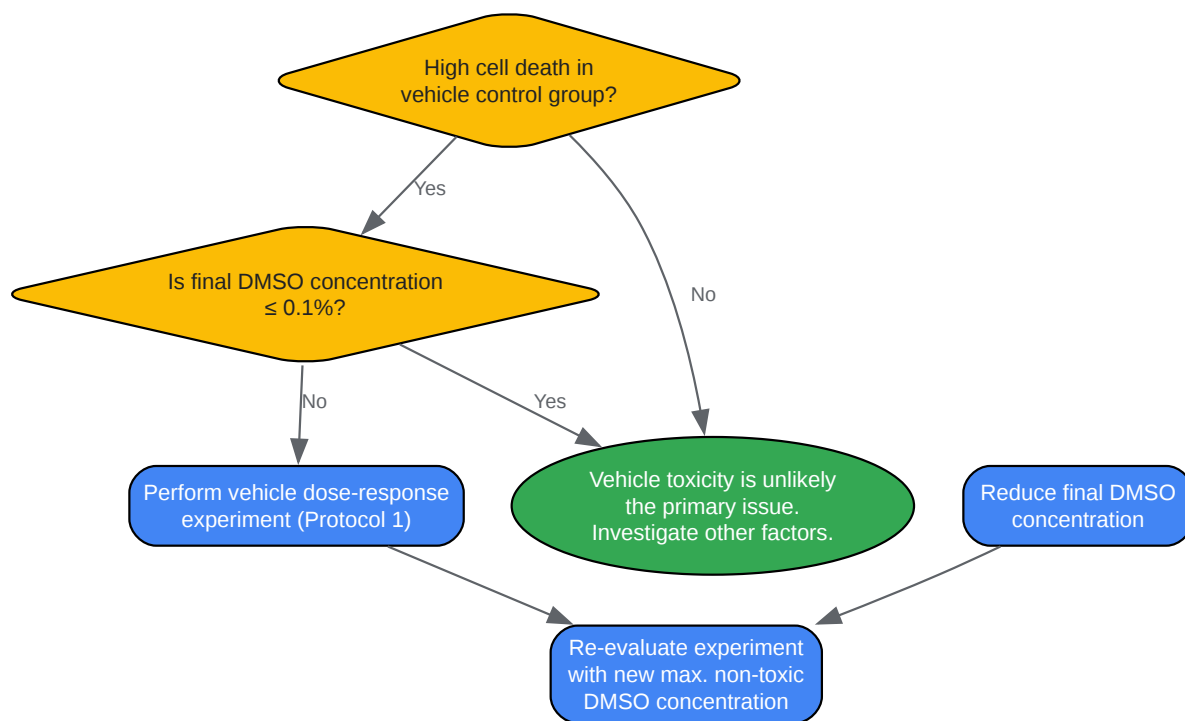 High cell death in
vehicle control group?
Yes
Is final DMSO concentration
≤ 0.1%?
No
No
Yes
Perform vehicle dose-response
experiment (Protocol 1)
Vehicle toxicity is unlikely
the primary issue.
Investigate other factors.
Reduce final DMSO
concentration
Re-evaluate experiment
with new max. non-toxic
DMSO concentration